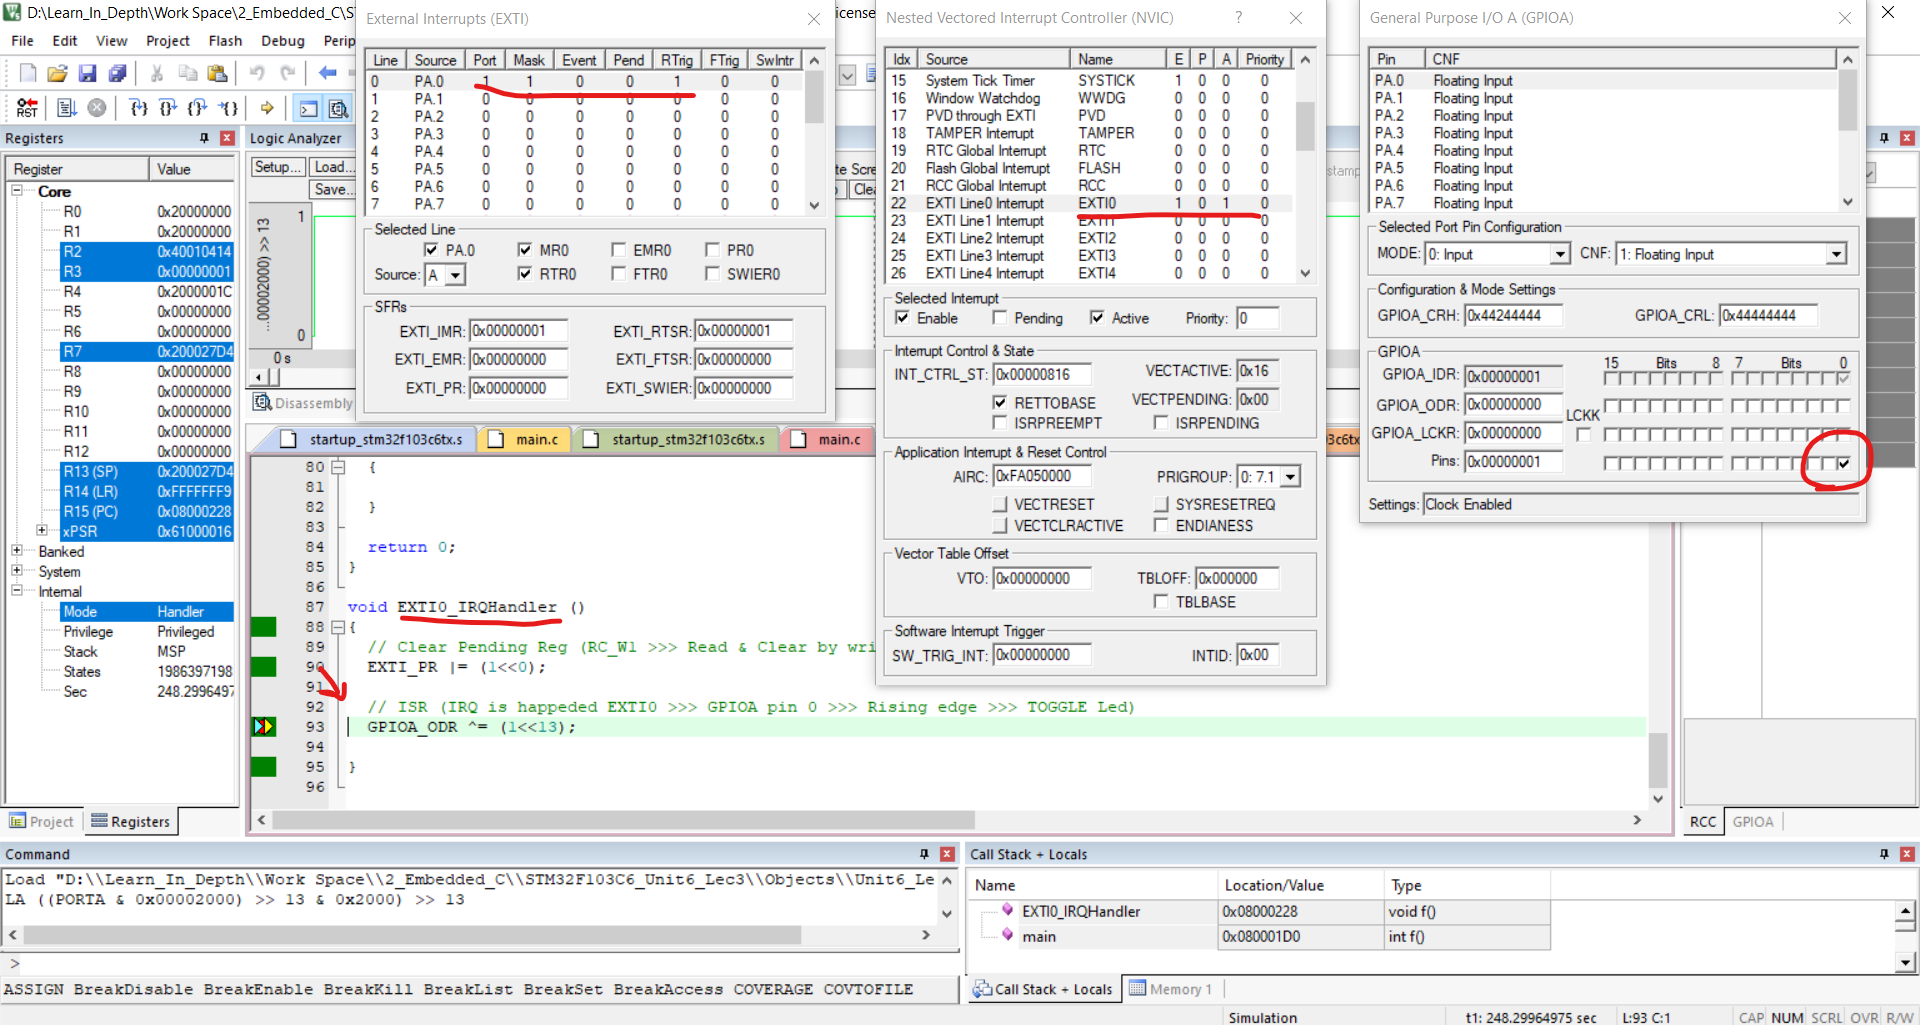 D:\Learn_In_Depth\Work Space\2_Embedded_C\ST
icense
File Edit View Project Flash Debug Perip
RST
Registers
Register Value
Core
R0 0x20000000
R1 0x20000000
R2 0x40010414
R3 0x00000001
R4 0x2000001C
R5 0x00000000
R6 0x00000000
R7 0x200027D4
R8 0x00000000
R9 0x00000000
R10 0x00000000
R11 0x00000000
R12 0x00000000
R13 (SP) 0x200027D4
R14 (LR) 0xFFFFFFF9
R15 (PC) 0x08000228
xPSR 0x61000016
Banked
System
Internal
Mode Handler
Privilege Privileged
Stack MSP
States 1986397198
Sec 248.2996497
Project Registers
Logic Analyzer
Setup... Load...
Save...
te Scre
Clea
stamp
...00002000) >> 13
1
0
0 s
Disassembly
External Interrupts (EXTI)
Line Source Port Mask Event Pend RTrig FTrig SwIntr
0 PA.0 1 1 0 0 1 0 0
1 PA.1 0 0 0 0 0 0 0
2 PA.2 0 0 0 0 0 0 0
3 PA.3 0 0 0 0 0 0 0
4 PA.4 0 0 0 0 0 0 0
5 PA.5 0 0 0 0 0 0 0
6 PA.6 0 0 0 0 0 0 0
7 PA.7 0 0 0 0 0 0 0
Selected Line
PA.0 MR0 EMR0 PR0
Source: A RTR0 FTR0 SWIER0
SFRs
EXTI_IMR: 0x00000001 EXTI_RTSR: 0x00000001
EXTI_EMR: 0x00000000 EXTI_FTSR: 0x00000000
EXTI_PR: 0x00000000 EXTI_SWIER: 0x00000000
Nested Vectored Interrupt Controller (NVIC) ?
Idx Source Name E P A Priority
15 System Tick Timer SYSTICK 1 0 0 0
16 Window Watchdog WWDG 0 0 0 0
17 PVD through EXTI PVD 0 0 0 0
18 TAMPER Interrupt TAMPER 0 0 0 0
19 RTC Global Interrupt RTC 0 0 0 0
20 Flash Global Interrupt FLASH 0 0 0 0
21 RCC Global Interrupt RCC 0 0 0 0
22 EXTI Line0 Interrupt EXTI0 1 0 1 0
23 EXTI Line1 Interrupt EXTI1 0 0 0 0
24 EXTI Line2 Interrupt EXTI2 0 0 0 0
25 EXTI Line3 Interrupt EXTI3 0 0 0 0
26 EXTI Line4 Interrupt EXTI4 0 0 0 0
Selected Interrupt
Enable Pending Active Priority: 0
Interrupt Control & State
INT_CTRL_ST: 0x00000816 VECTACTIVE: 0x16
RETTOBASE VECTPENDING: 0x00
ISRPREEMPT ISRPENDING
Application Interrupt & Reset Control
AIRC: 0xFA050000 PRIGROUP: 0: 7.1
VECTRESET SYSRESETREQ
VECTCLRACTIVE ENDIANESS
Vector Table Offset
VTO: 0x00000000 TBLOFF: 0x000000
TBLBASE
Software Interrupt Trigger
SW_TRIG_INT: 0x00000000 INTID: 0x00
General Purpose I/O A (GPIOA)
Pin CNF
PA.0 Floating Input
PA.1 Floating Input
PA.2 Floating Input
PA.3 Floating Input
PA.4 Floating Input
PA.5 Floating Input
PA.6 Floating Input
PA.7 Floating Input
Selected Port Pin Configuration
MODE: 0: Input CNF: 1: Floating Input
Configuration & Mode Settings
GPIOA_CRH: 0x44244444 GPIOA_CRL: 0x44444444
GPIOA
15 Bits 8 7 Bits 0
GPIOA_IDR: 0x00000001
GPIOA_ODR: 0x00000000
LCKK
GPIOA_LCKR: 0x00000000
Pins: 0x00000001
Settings: Clock Enabled
startup_stm32f103c6tx.s main.c startup_stm32f103c6tx.s main.c
3c6tx
80 {
81
82 }
83
84 return 0;
85 }
86
87 void EXTI0_IRQHandler ()
88 {
89 // Clear Pending Reg (RC_W1 >>> Read & Clear by wri
90 EXTI_PR |= (1<<0);
91
92 // ISR (IRQ is happeded EXTI0 >>> GPIOA pin 0 >>> Rising edge >>> TOGGLE Led)
93 GPIOA_ODR ^= (1<<13);
94
95 }
96
RCC GPIOA
Command
Load "D:\\Learn_In_Depth\\Work Space\\2_Embedded_C\\STM32F103C6_Unit6_Lec3\\Objects\\Unit6_Le
LA ((PORTA & 0x00002000) >> 13 & 0x2000) >> 13
>
ASSIGN BreakDisable BreakEnable BreakKill BreakList BreakSet BreakAccess COVERAGE COVTOFILE
Call Stack + Locals
Name Location/Value Type
EXTI0_IRQHandler 0x08000228 void f()
main 0x080001D0 int f()
Call Stack + Locals Memory 1
Simulation t1: 248.29964975 sec L:93 C:1 CAP NUM SCRL OVR R/W